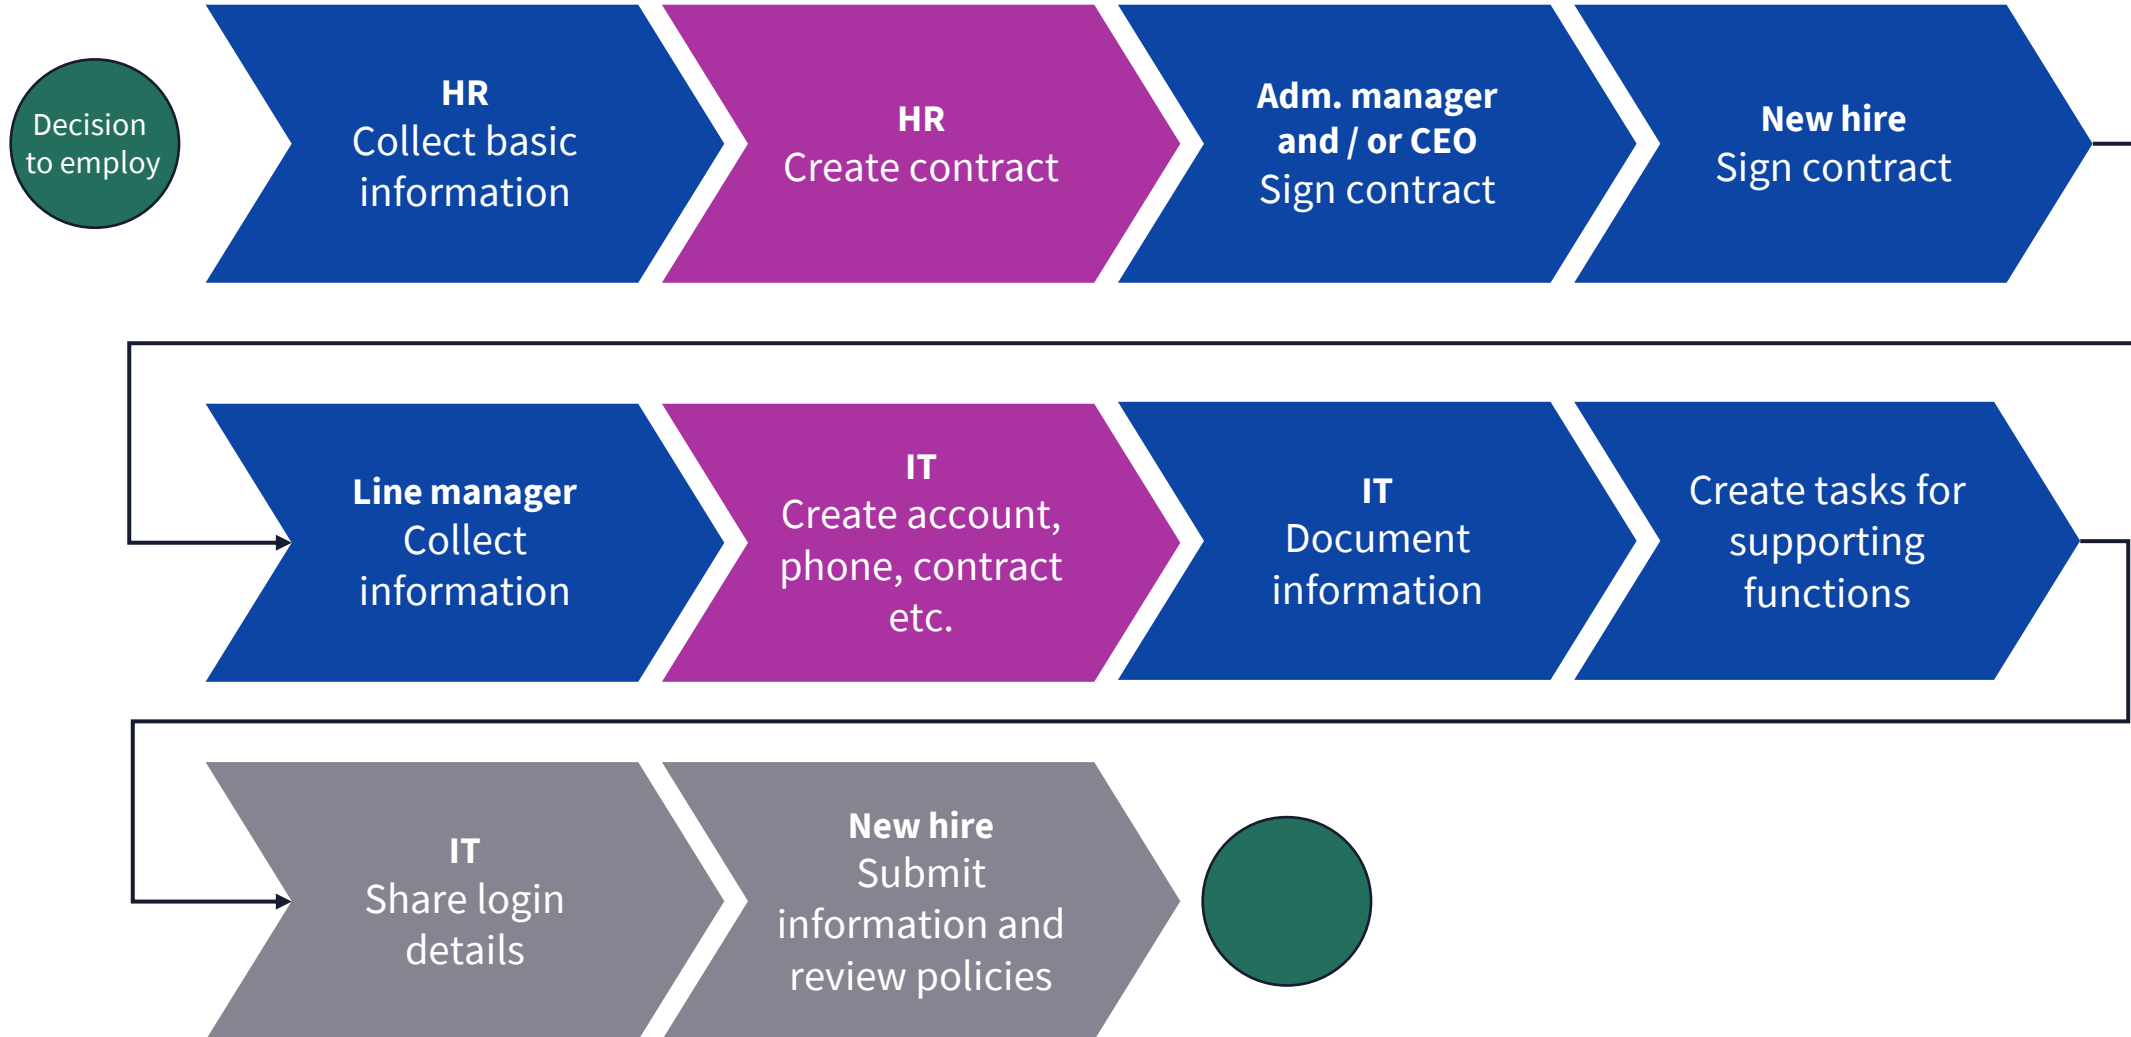 Decision
to employ
HR
Collect basic
information
HR
Create contract
Adm. manager
and / or CEO
Sign contract
New hire
Sign contract
Line manager
Collect
information
IT
Create account,
phone, contract
etc.
IT
Document
information
Create tasks for
supporting
functions
IT
Share login
details
New hire
Submit
information and
review policies